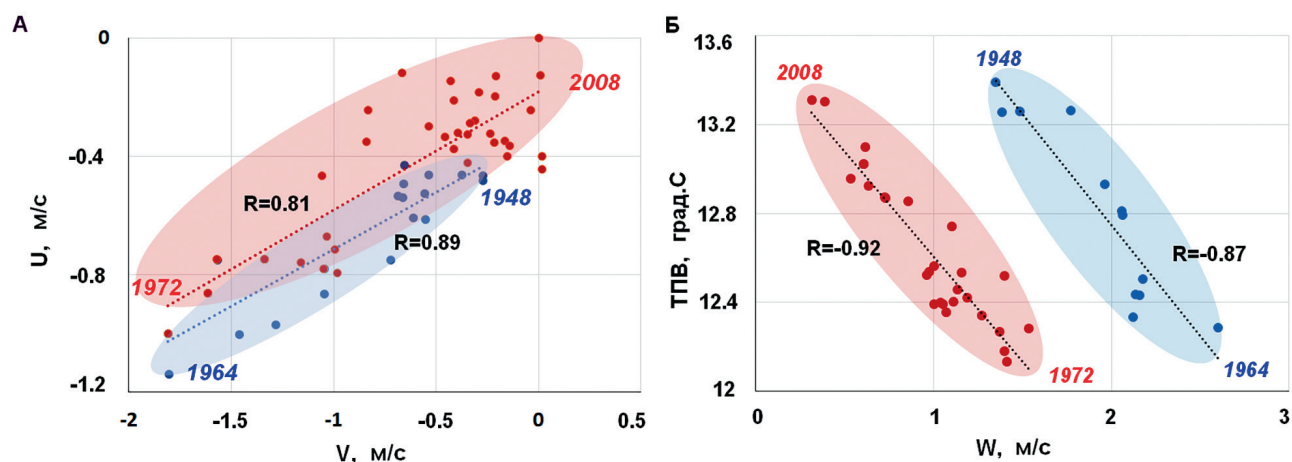 А
0
-0.4
-0.8
-1.2
U, м/с
-2
-1.5
-1
-0.5
0
0.5
V, м/с
2008
R=0.81
1948
R=0.89
1972
1964
Б
13.6
13.2
12.8
12.4
12
ТПВ, град.С
0
1
2
3
W, м/с
2008
1948
R=-0.92
R=-0.87
1972
1964